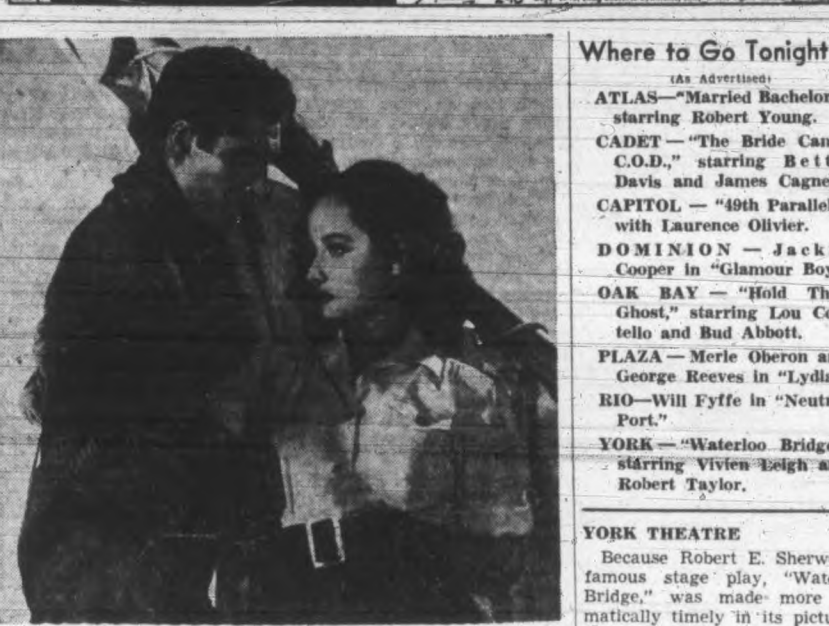 Where to Go Tonight
(As Advertised)
ATLAS—"Married Bachelor
starring Robert Young.
CADET — "The Bride Cam
C.O.D.," starring Bett
Davis and James Cagne
CAPITOL — "49th Parallel
with Laurence Olivier.
DOMINION — Jack
Cooper in "Glamour Boy
OAK BAY — "Hold Th
Ghost," starring Lou Co
tello and Bud Abbott.
PLAZA — Merle Oberon a
George Reeves in "Lydia
RIO—Will Fyffe in "Neutr
Port."
YORK — "Waterloo Bridge
starring Vivien Leigh a
Robert Taylor.
YORK THEATRE
Because Robert E. Sherw
famous stage play, "Wate
Bridge," was made more
matically timely in its pictu